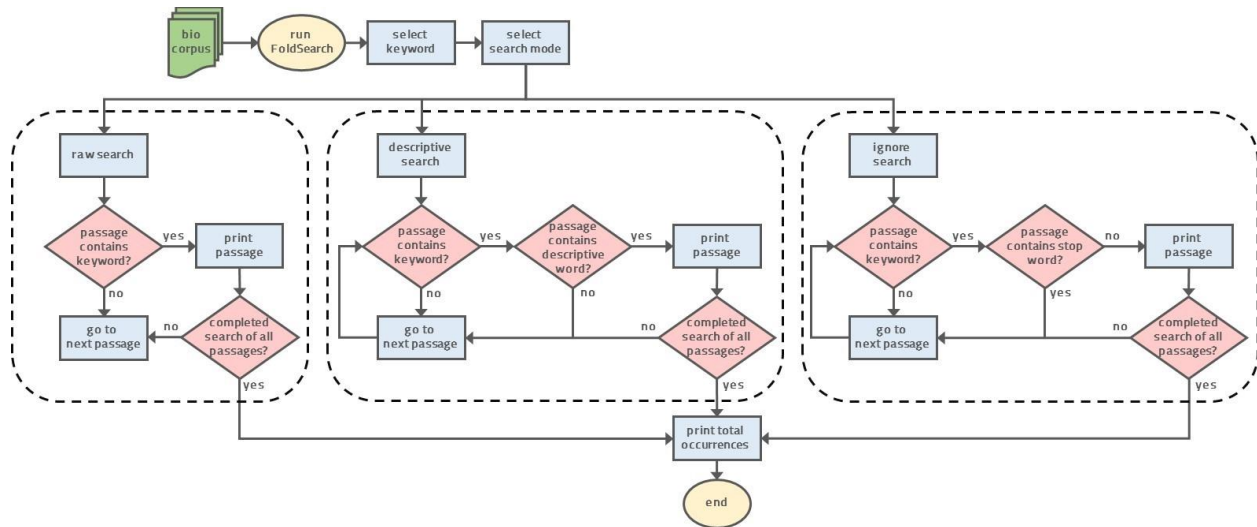 bio
corpus
run
FoldSearch
select
keyword
select
search mode
raw search
passage
contains
keyword?
yes
print
passage
no
go to
next passage
no
completed
search of all
passages?
yes
descriptive
search
passage
contains
keyword?
yes
passage
contains
descriptive
word?
yes
print
passage
no
no
go to
next passage
no
completed
search of all
passages?
yes
ignore
search
passage
contains
keyword?
yes
passage
contains stop
word?
no
print
passage
no
yes
go to
next passage
no
completed
search of all
passages?
yes
print total
occurrences
end